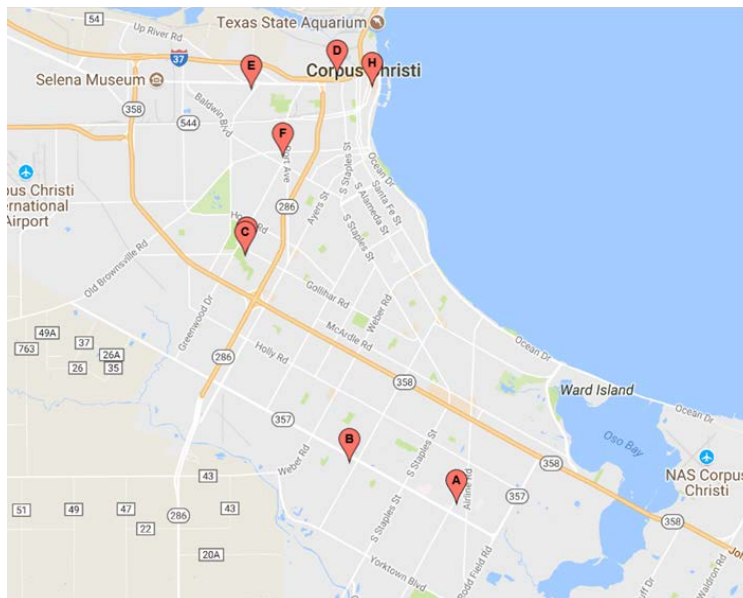 54
Texas State Aquarium
Up River Rd
37
D
E
Corpus Christi
H
Selena Museum
358
Baldwin Blvd
544
F
Port Ave
Ocean Dr
S Staples St
Santa Fe St
S Alameda St
286
Ayers St
S Staples St
pus Christi
ernational
Airport
C
Old Brownsville Rd
Gollihar Rd
Weber Rd
Greenwood Dr
McArdle Rd
49A
37
763
26A
26
35
286
Holly Rd
Ocean Dr
358
Ward Island
Ocean Dr
357
Oso Bay
B
Weber Rd
S Staples St
358
NAS Corpus
Christi
43
A
Airline Rd
357
51
49
47
43
22
286
S Staples St
358
20A
Yorktown Blvd
Rodd Field Rd
Waldron Rd